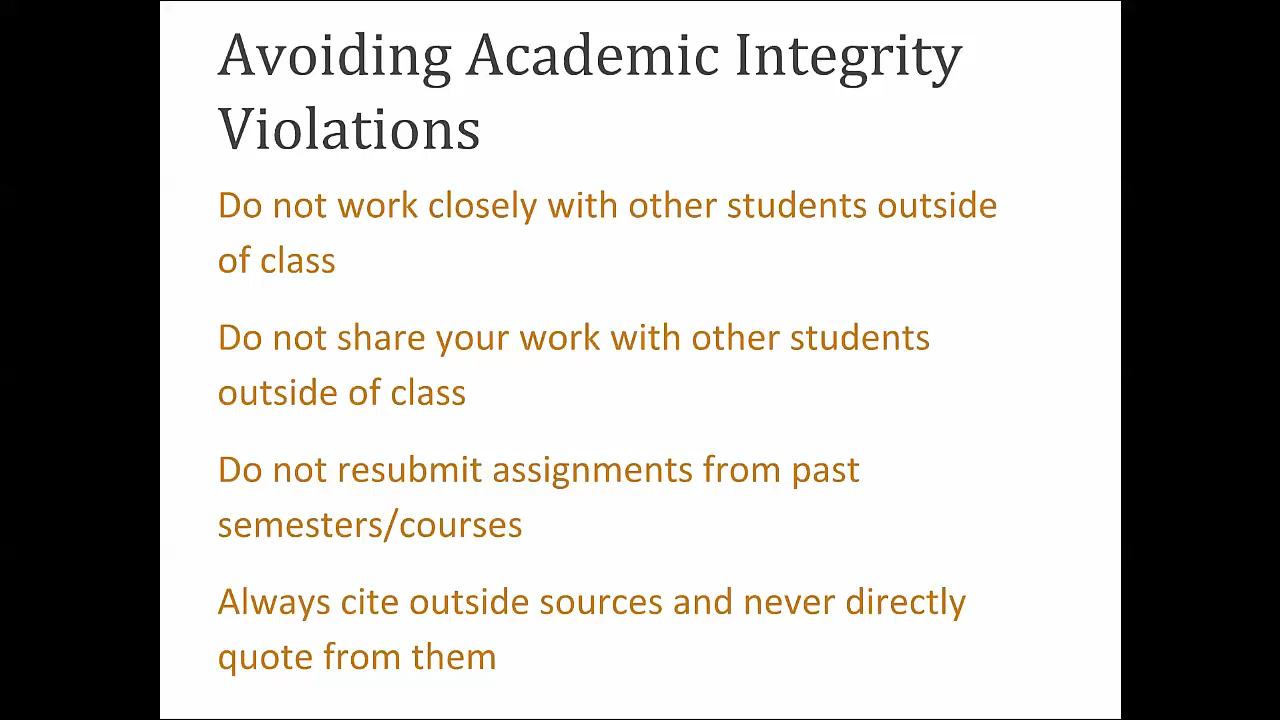 Avoiding Academic Integrity
Violations
Do not work closely with other students outside
of class
Do not share your work with other students
outside of class
Do not resubmit assignments from past
semesters/courses
Always cite outside sources and never directly
quote from them